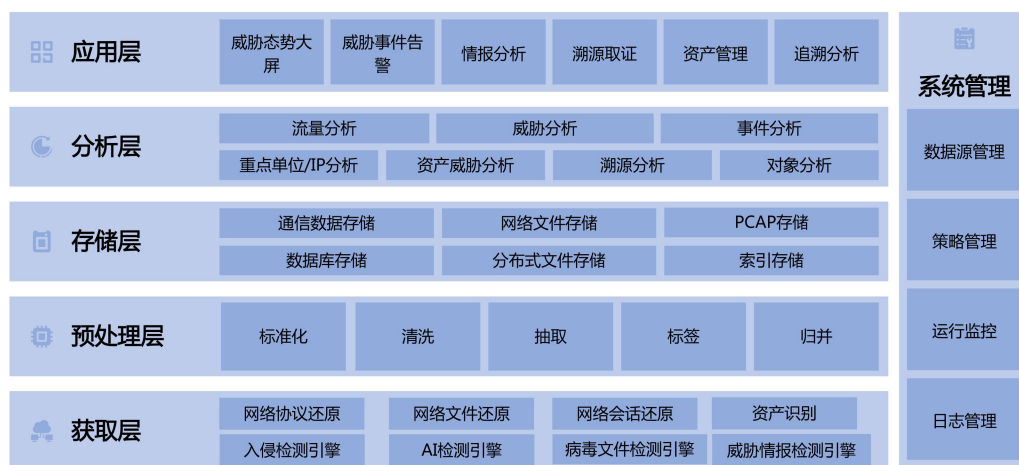 应用层
威胁态势大
屏
威胁事件告
警
情报分析
溯源取证
资产管理
追溯分析
分析层
流量分析
威胁分析
事件分析
重点单位/IP分析
资产威胁分析
溯源分析
对象分析
存储层
通信数据存储
网络文件存储
PCAP存储
数据库存储
分布式文件存储
索引存储
预处理层
标准化
清洗
抽取
标签
归并
获取层
网络协议还原
网络文件还原
网络会话还原
资产识别
入侵检测引擎
AI检测引擎
病毒文件检测引擎
威胁情报检测引擎
系统管理
数据源管理
策略管理
运行监控
日志管理